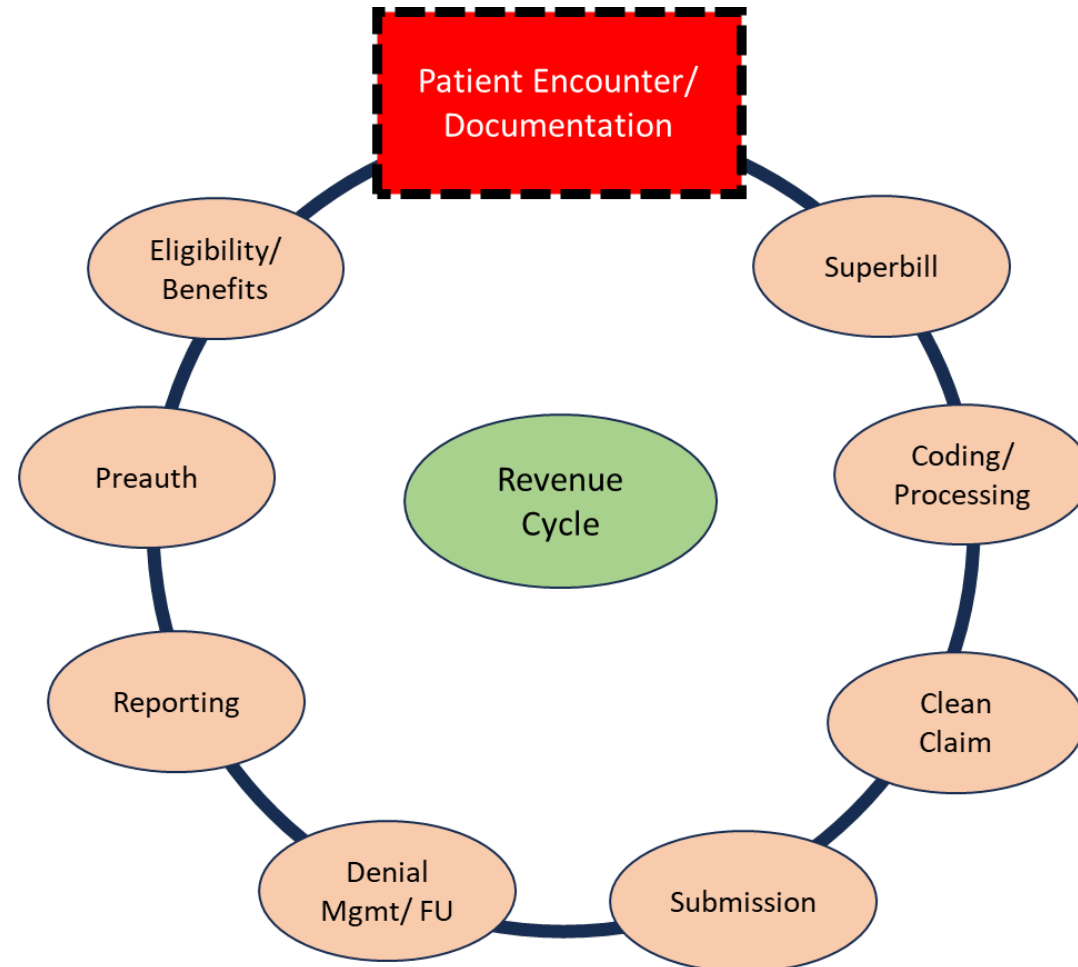 Patient Encounter/
Documentation
Superbill
Coding/
Processing
Clean
Claim
Submission
Denial
Mgmt/ FU
Reporting
Preauth
Eligibility/
Benefits
Revenue
Cycle